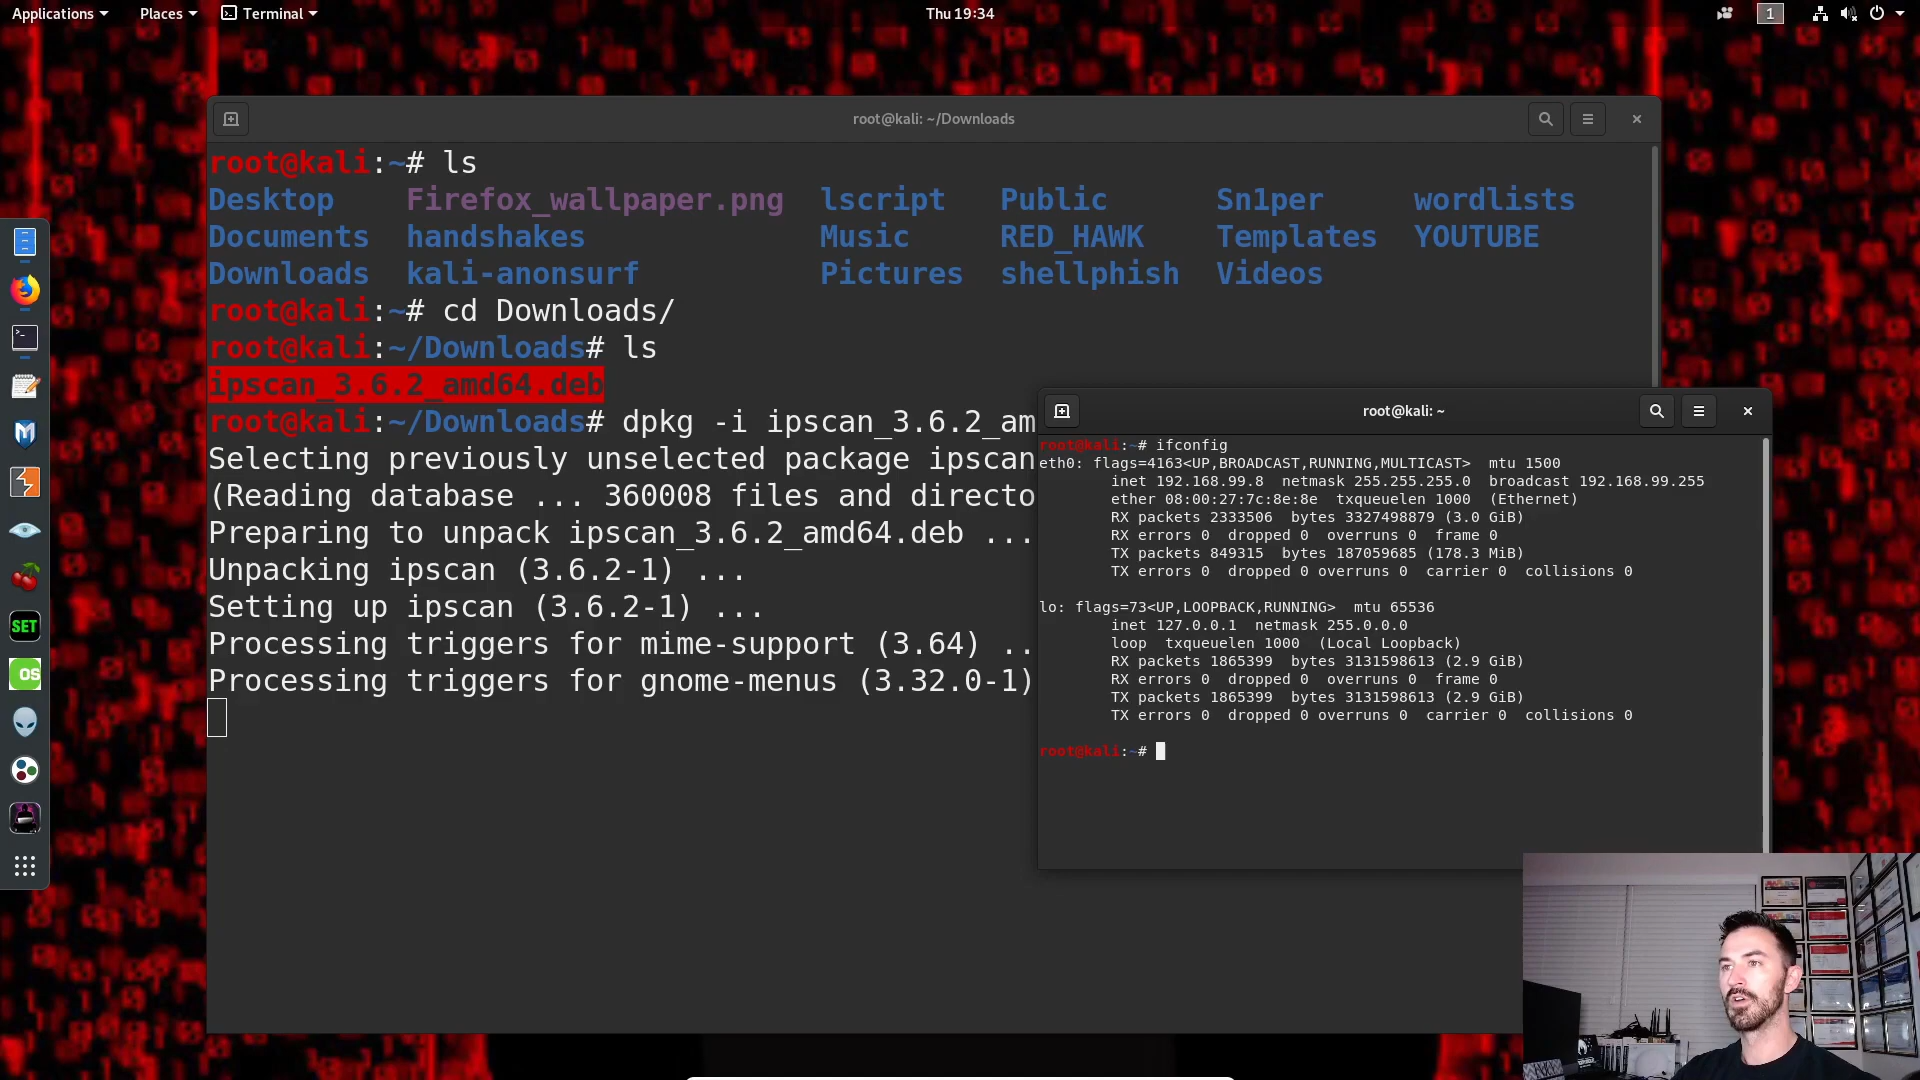 Applications Places Terminal Thu 19:34 1
root@kali: ~/Downloads
root@kali:~# ls
Desktop Firefox_wallpaper.png lscript Public Sn1per wordlists
Documents handshakes Music RED_HAWK Templates YOUTUBE
Downloads kali-anonsurf Pictures shellphish Videos
root@kali:~# cd Downloads/
root@kali:~/Downloads# ls
ipscan_3.6.2_amd64.deb
root@kali:~/Downloads# dpkg -i ipscan_3.6.2_am
Selecting previously unselected package ipscan
(Reading database ... 360008 files and directo
Preparing to unpack ipscan_3.6.2_amd64.deb ...
Unpacking ipscan (3.6.2-1) ...
Setting up ipscan (3.6.2-1) ...
Processing triggers for mime-support (3.64) ..
Processing triggers for gnome-menus (3.32.0-1)
root@kali: ~
root@kali:~# ifconfig
eth0: flags=4163<UP,BROADCAST,RUNNING,MULTICAST> mtu 1500
inet 192.168.99.8 netmask 255.255.255.0 broadcast 192.168.99.255
ether 08:00:27:7c:8e:8e txqueuelen 1000 (Ethernet)
RX packets 2333506 bytes 3327498879 (3.0 GiB)
RX errors 0 dropped 0 overruns 0 frame 0
TX packets 849315 bytes 187059685 (178.3 MiB)
TX errors 0 dropped 0 overruns 0 carrier 0 collisions 0
lo: flags=73<UP,LOOPBACK,RUNNING> mtu 65536
inet 127.0.0.1 netmask 255.0.0.0
loop txqueuelen 1000 (Local Loopback)
RX packets 1865399 bytes 3131598613 (2.9 GiB)
RX errors 0 dropped 0 overruns 0 frame 0
TX packets 1865399 bytes 3131598613 (2.9 GiB)
TX errors 0 dropped 0 overruns 0 carrier 0 collisions 0
root@kali:~#
SET
OS